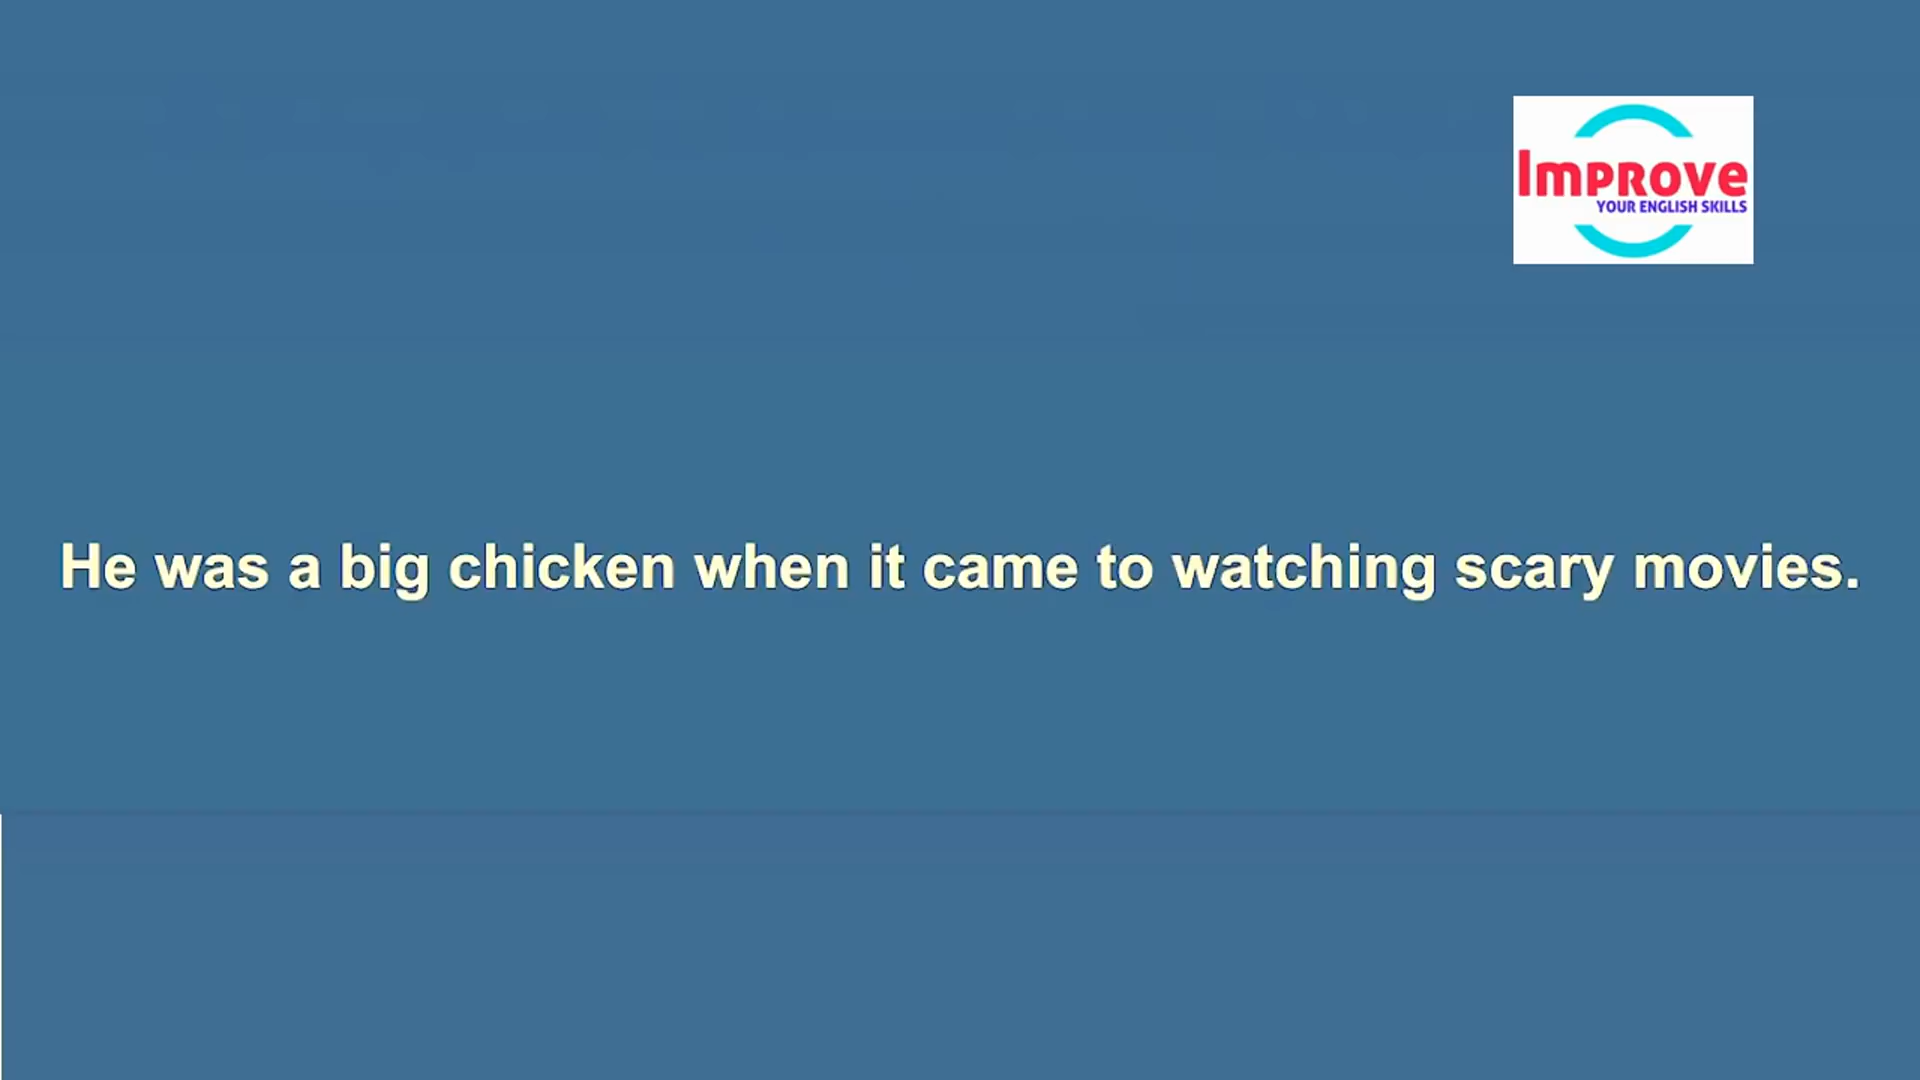 Improve
YOUR ENGLISH SKILLS
He was a big chicken when it came to watching scary movies.